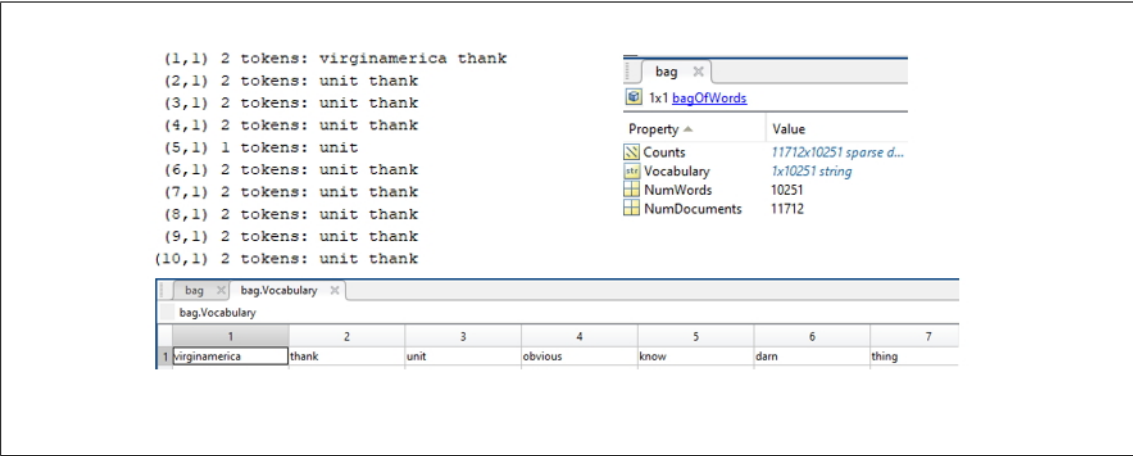 (1,1) 2 tokens: virginamerica thank
(2,1) 2 tokens: unit thank
(3,1) 2 tokens: unit thank
(4,1) 2 tokens: unit thank
(5,1) 1 tokens: unit
(6,1) 2 tokens: unit thank
(7,1) 2 tokens: unit thank
(8,1) 2 tokens: unit thank
(9,1) 2 tokens: unit thank
(10,1) 2 tokens: unit thank
bag
1x1 bagOfWords
Property Value
Counts 11712x10251 sparse d...
str Vocabulary 1x10251 string
NumWords 10251
NumDocuments 11712
bag bag.Vocabulary
bag.Vocabulary
1 2 3 4 5 6 7
1 virginamerica thank unit obvious know darn thing